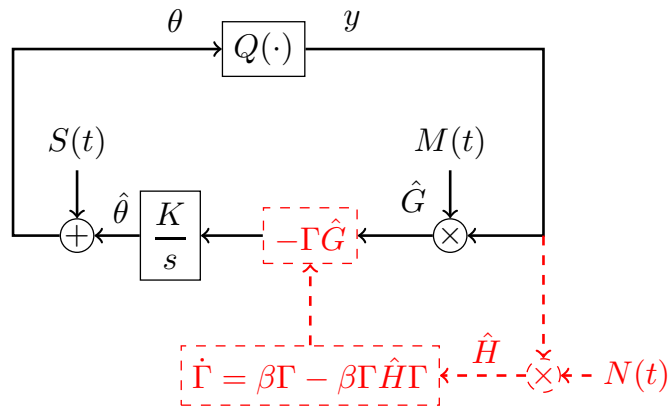 θ
Q(·)
y
S(t)
M(t)
θ̂
Ĝ
+
K
s
-ΓĜ
×
Γ̇ = βΓ − βΓĤΓ
Ĥ
×
N(t)